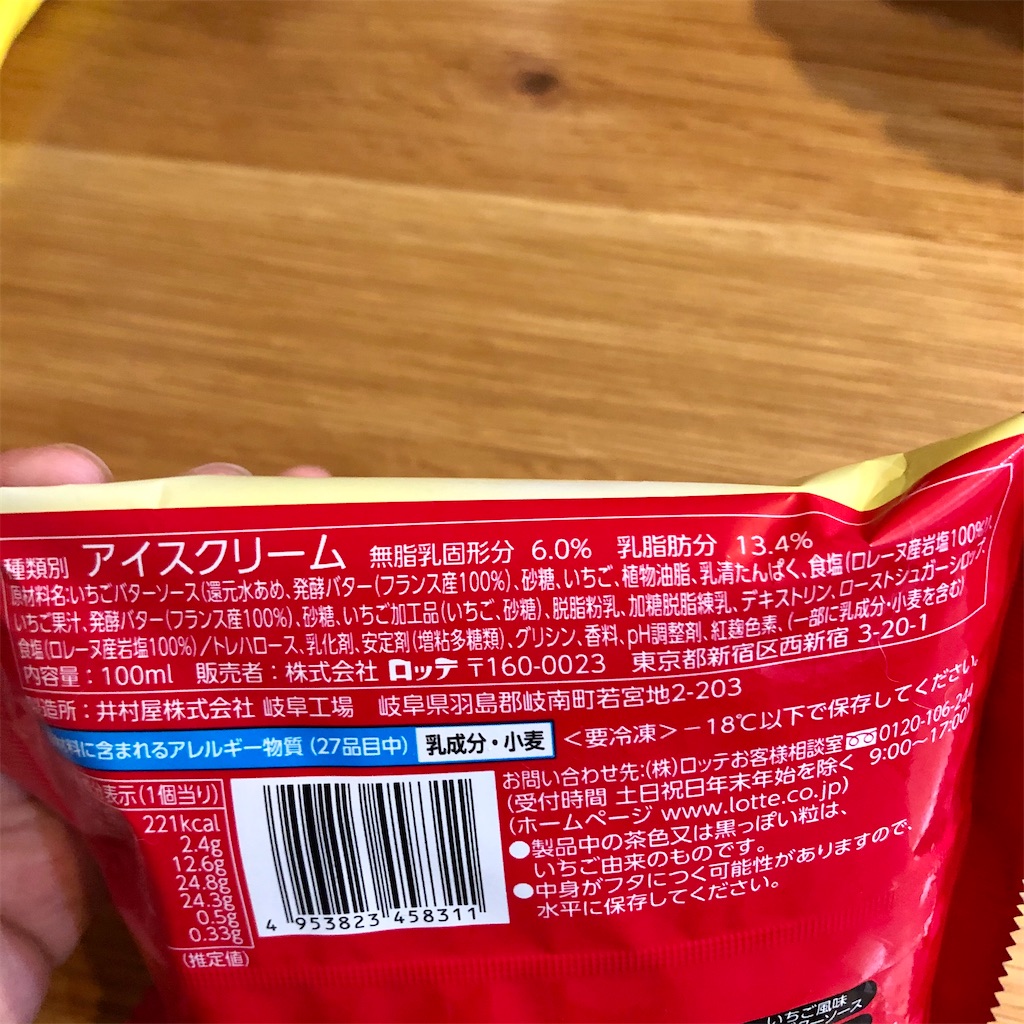 種類別 アイスクリーム 無脂乳固形分 6.0% 乳脂肪分 13.4%
原材料名:いちごバターソース(還元水あめ、発酵バター(フランス産100%)、砂糖、いちご、植物油脂、乳清たんぱく、食塩(ロレーヌ産岩塩100%)、
いちご果汁、発酵バター(フランス産100%)、砂糖、いちご加工品(いちご、砂糖)、脱脂粉乳、加糖脱脂練乳、デキストリン、ローストシュガーシロップ、
食塩(ロレーヌ産岩塩100%)/トレハロース、乳化剤、安定剤(増粘多糖類)、グリシン、香料、pH調整剤、紅麹色素、(一部に乳成分・小麦を含む)
内容量:100ml 販売者:株式会社 ロッテ 〒160-0023 東京都新宿区西新宿 3-20-1
造所:井村屋株式会社 岐阜工場 岐阜県羽島郡岐南町若宮地2-203
料に含まれるアレルギー物質(27品目中) 乳成分・小麦 <要冷凍>-18℃以下で保存してください。
表示(1個当り)
221kcal
2.4g
12.6g
24.8g
24.3g
0.5g
0.33g
(推定値)
4 953823 458311
お問い合わせ先:(株)ロッテお客様相談室 0120-106-244
(受付時間 土日祝日年末年始を除く 9:00~17:00)
(ホームページ www.lotte.co.jp)
●製品中の茶色又は黒っぽい粒は、
いちご由来のものです。
●中身がフタにつく可能性がありますので、
水平に保存してください。
いちご風味
ソース